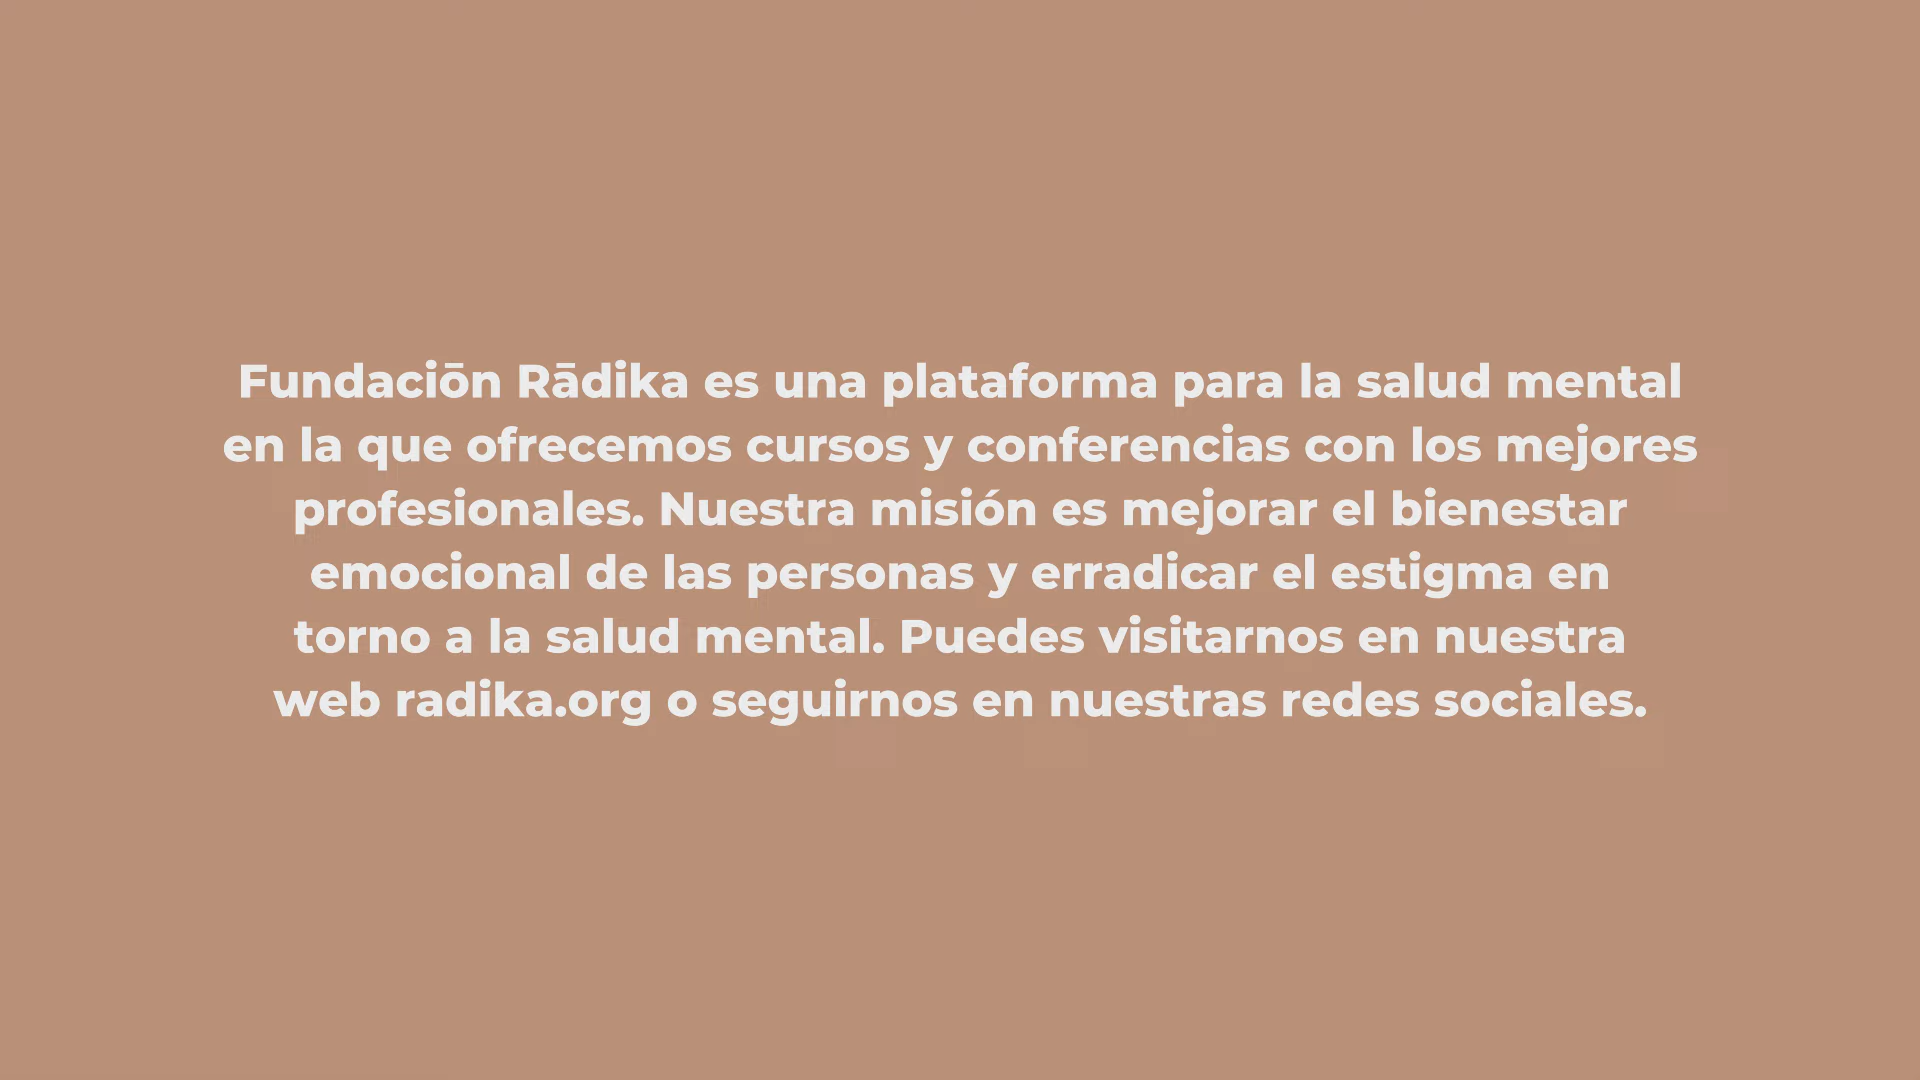 Fundaciōn Rādika es una plataforma para la salud mental
en la que ofrecemos cursos y conferencias con los mejores
profesionales. Nuestra misión es mejorar el bienestar
emocional de las personas y erradicar el estigma en
torno a la salud mental. Puedes visitarnos en nuestra
web radika.org o seguirnos en nuestras redes sociales.